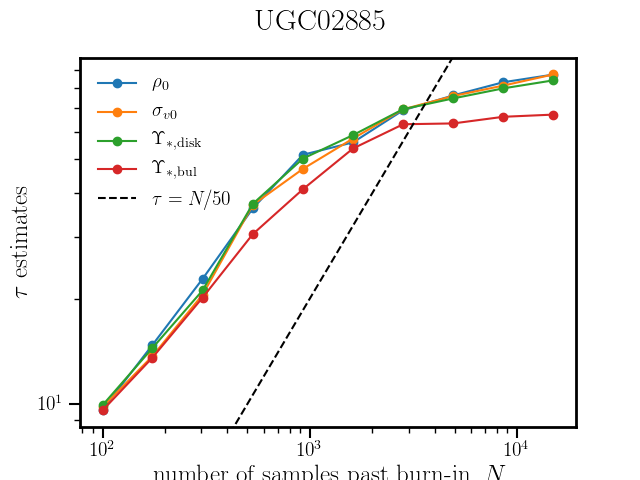 UGC02885
ρ₀
σᵥ₀
Υ*,disk
Υ*,bul
τ = N/50
τ estimates
10¹
10² 10³ 10⁴
number of samples past burn-in, N